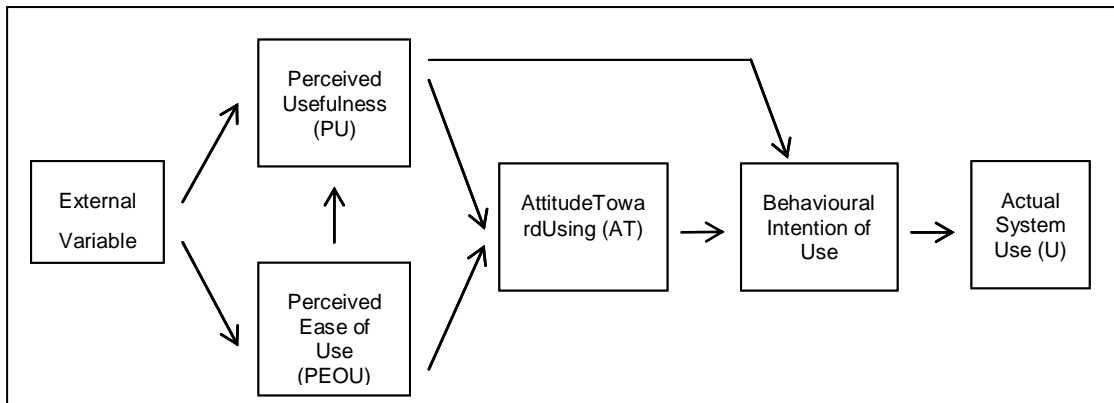 External
Variable
Perceived
Usefulness
(PU)
Perceived
Ease of
Use
(PEOU)
AttitudeTowa
rdUsing (AT)
Behavioural
Intention of
Use
Actual
System
Use (U)